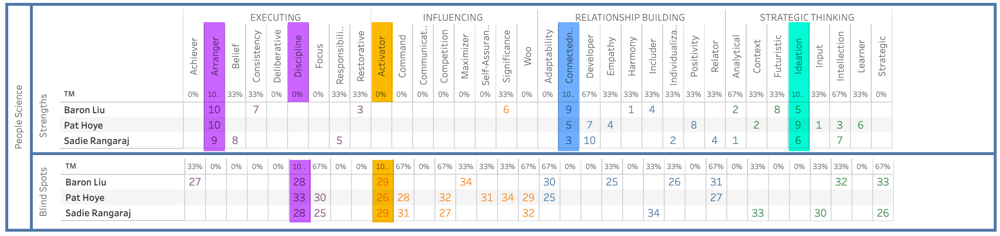 EXECUTING INFLUENCING RELATIONSHIP BUILDING STRATEGIC THINKING
Achiever Arranger Belief Consistency Deliberative Discipline Focus Responsibili.. Restorative Activator Command Communicat.. Competition Maximizer Self-Assuran.. Significance Woo Adaptability Connectedn.. Developer Empathy Harmony Includer Individualiza.. Positivity Relator Analytical Context Futuristic Ideation Input Intellection Learner Strategic
People Science
Strengths
TM 0% 10.. 33% 33% 0% 0% 0% 33% 33% 0% 0% 0% 0% 0% 0% 33% 0% 0% 10.. 67% 33% 33% 33% 33% 33% 33% 67% 33% 33% 10.. 33% 67% 33% 0%
Baron Liu 10 7 3 6 9 1 4 2 8 5
Pat Hoye 10 5 7 4 8 2 9 1 3 6
Sadie Rangaraj 9 8 5 3 10 2 4 1 6 7
Blind Spots
TM 33% 0% 0% 0% 0% 10.. 67% 0% 0% 10.. 67% 0% 67% 33% 33% 33% 67% 67% 0% 0% 33% 0% 33% 33% 0% 67% 0% 33% 0% 0% 33% 33% 0% 67%
Baron Liu 27 28 29 34 30 25 26 31 32 33
Pat Hoye 33 30 26 28 32 31 34 29 25 27
Sadie Rangaraj 28 25 29 31 27 32 34 33 30 26